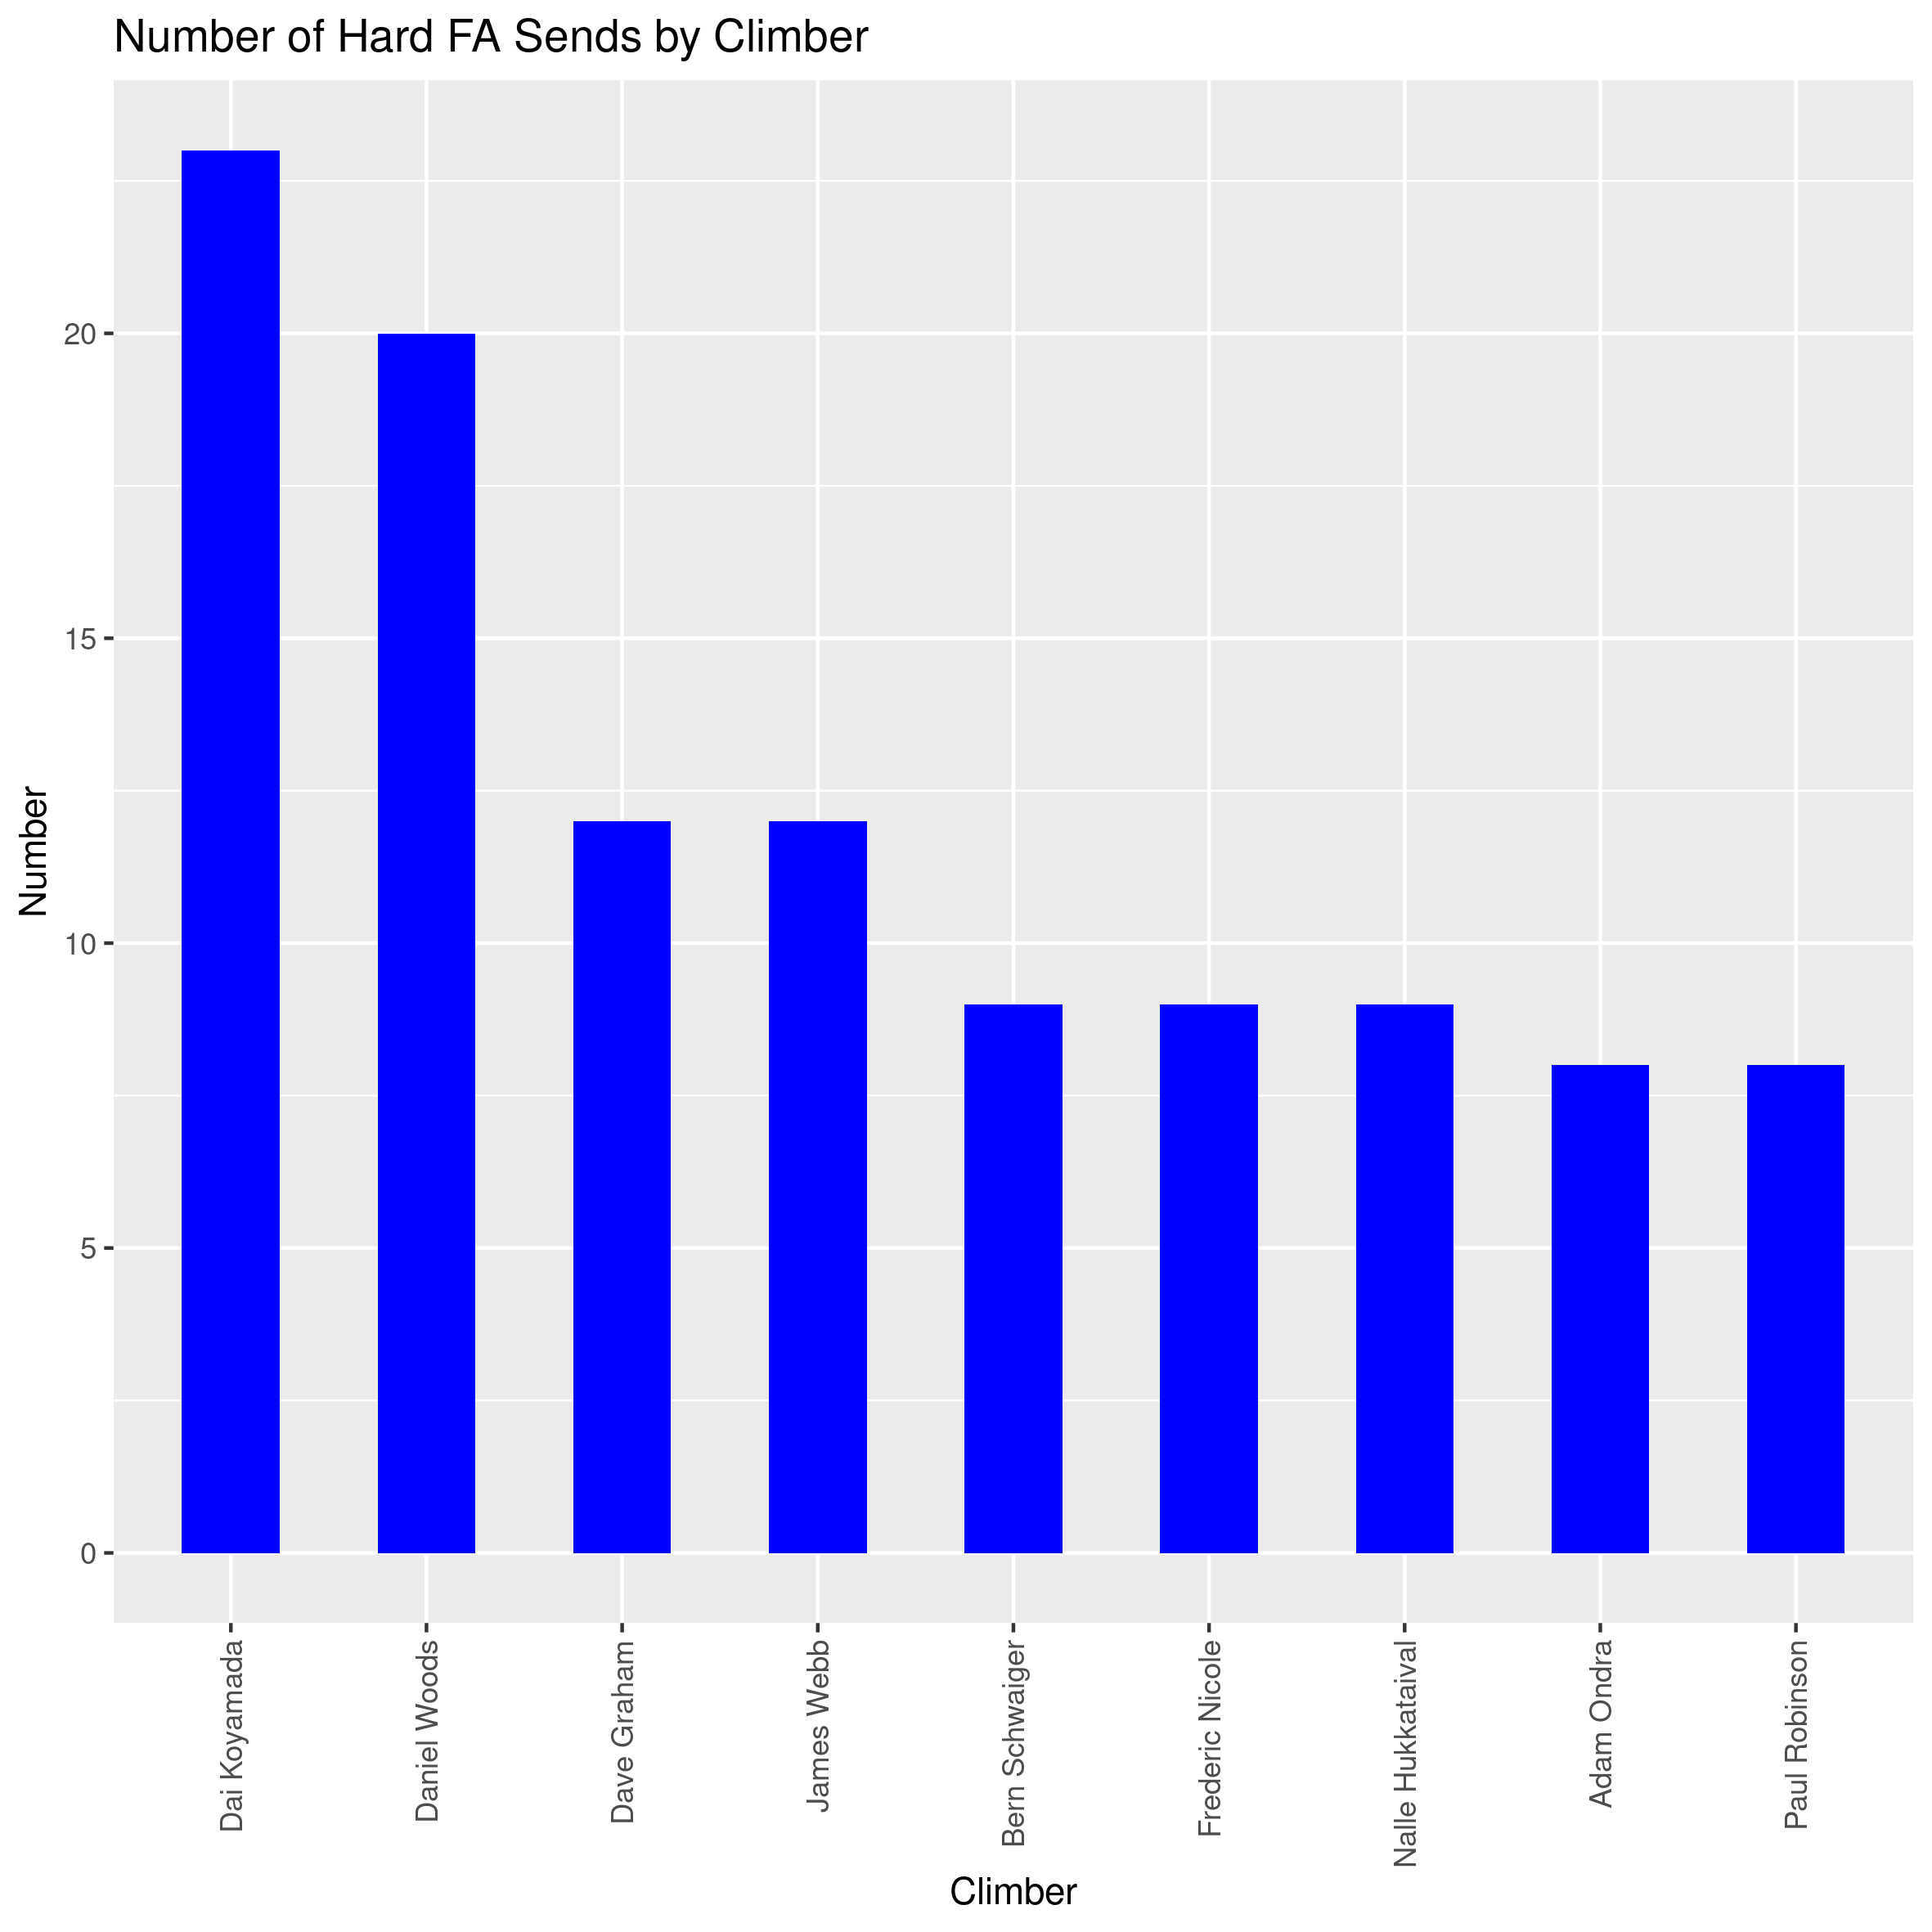 Number of Hard FA Sends by Climber
Number
20
15
10
5
0
Dai Koyamada
Daniel Woods
Dave Graham
James Webb
Bern Schwaiger
Frederic Nicole
Nalle Hukkataival
Adam Ondra
Paul Robinson
Climber